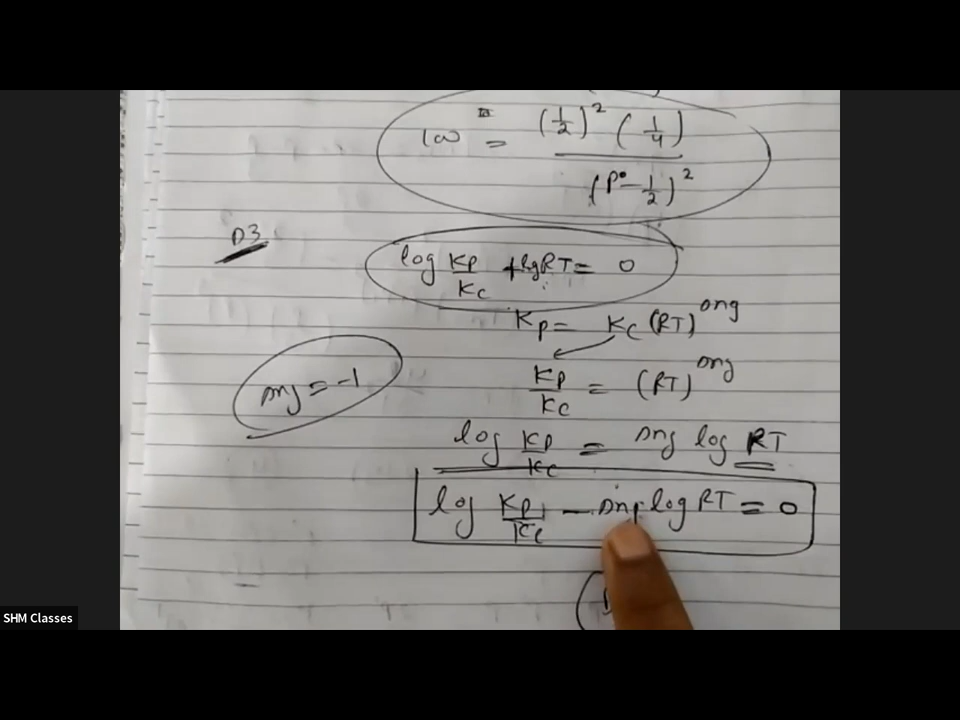 100 = (1/2)² (1/4) / (P° - 1/2)²
D3
log Kp/Kc + log RT = 0
Kp = Kc (RT)^Δng
Kp/Kc = (RT)^Δng
Δng = -1
log Kp/Kc = Δng log RT
log Kp/Kc - Δng log RT = 0
SHM Classes